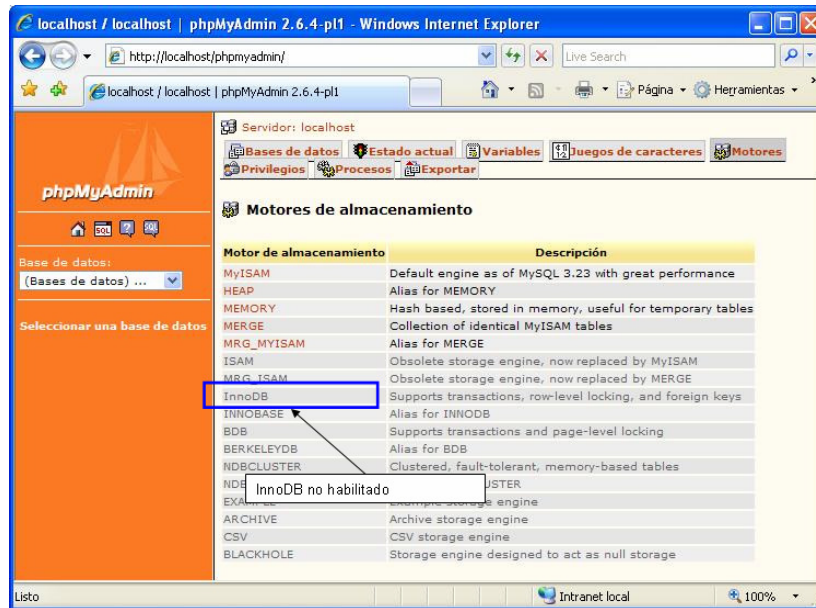 localhost / localhost | phpMyAdmin 2.6.4-pl1 - Windows Internet Explorer
http://localhost/phpmyadmin/
Live Search
localhost / localhost | phpMyAdmin 2.6.4-pl1
Página
Herramientas
phpMyAdmin
SQL
Base de datos:
(Bases de datos) ...
Seleccionar una base de datos
Servidor: localhost
Bases de datos Estado actual Variables Juegos de caracteres Motores
Privilegios Procesos Exportar
Motores de almacenamiento
Motor de almacenamiento Descripción
MyISAM Default engine as of MySQL 3.23 with great performance
HEAP Alias for MEMORY
MEMORY Hash based, stored in memory, useful for temporary tables
MERGE Collection of identical MyISAM tables
MRG_MYISAM Alias for MERGE
ISAM Obsolete storage engine, now replaced by MyISAM
MRG_ISAM Obsolete storage engine, now replaced by MERGE
InnoDB Supports transactions, row-level locking, and foreign keys
INNOBASE Alias for INNODB
BDB Supports transactions and page-level locking
BERKELEYDB Alias for BDB
NDBCLUSTER Clustered, fault-tolerant, memory-based tables
InnoDB no habilitado
EXAMPLE Example storage engine
ARCHIVE Archive storage engine
CSV CSV storage engine
BLACKHOLE Storage engine designed to act as null storage
Listo
Intranet local
100%